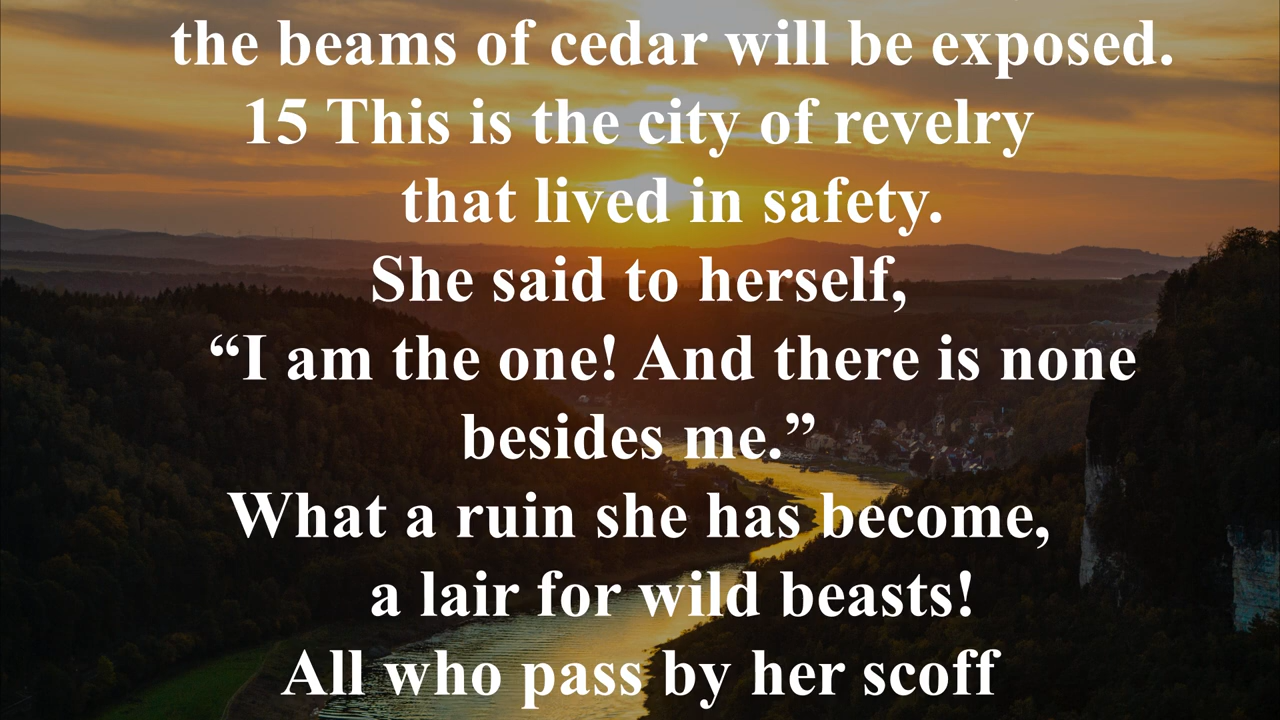 the beams of cedar will be exposed.
15 This is the city of revelry
that lived in safety.
She said to herself,
“I am the one! And there is none
besides me.”
What a ruin she has become,
a lair for wild beasts!
All who pass by her scoff